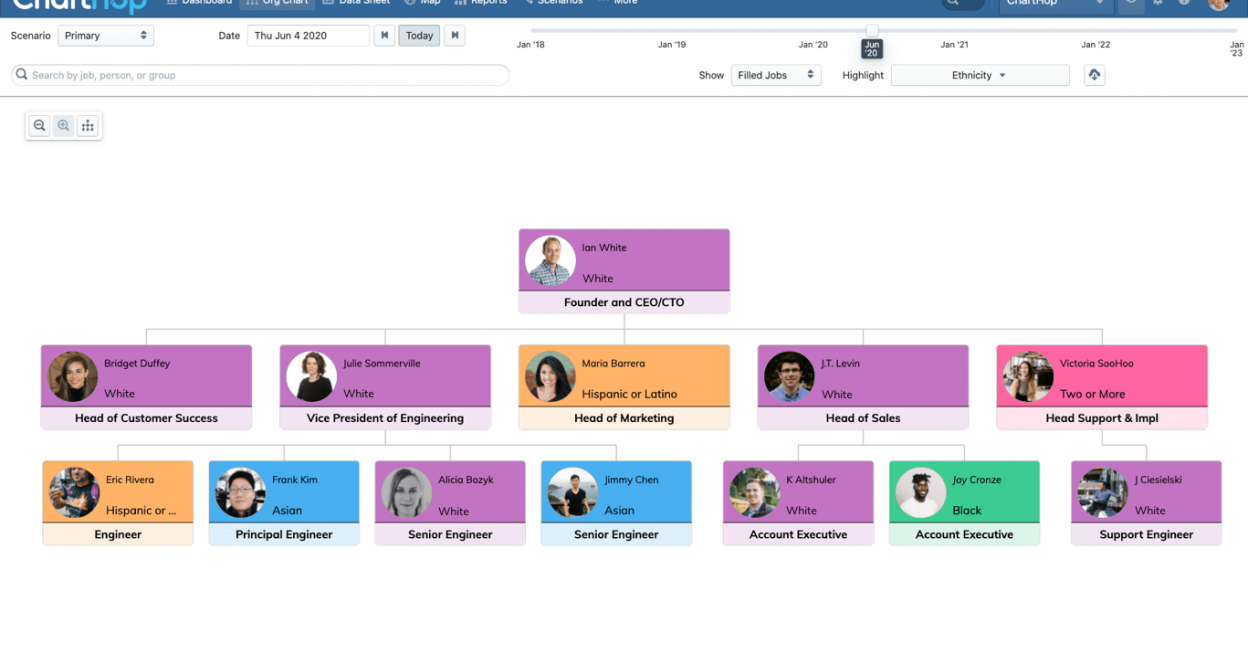 ChartHop Dashboard Org Chart Data Sheet Map Reports Scenarios More ChartHop
Scenario Primary Date Thu Jun 4 2020 Today
Jan '18 Jan '19 Jan '20 Jun '20 Jan '21 Jan '22 Jan '23
Search by job, person, or group
Show Filled Jobs Highlight Ethnicity
Ian White
White
Founder and CEO/CTO
Bridget Duffey
White
Head of Customer Success
Julie Sommerville
White
Vice President of Engineering
Maria Barrera
Hispanic or Latino
Head of Marketing
J.T. Levin
White
Head of Sales
Victoria SooHoo
Two or More
Head Support & Impl
Eric Rivera
Hispanic or ...
Engineer
Frank Kim
Asian
Principal Engineer
Alicia Bozyk
White
Senior Engineer
Jimmy Chen
Asian
Senior Engineer
K Altshuler
White
Account Executive
Jay Cronze
Black
Account Executive
J Ciesielski
White
Support Engineer